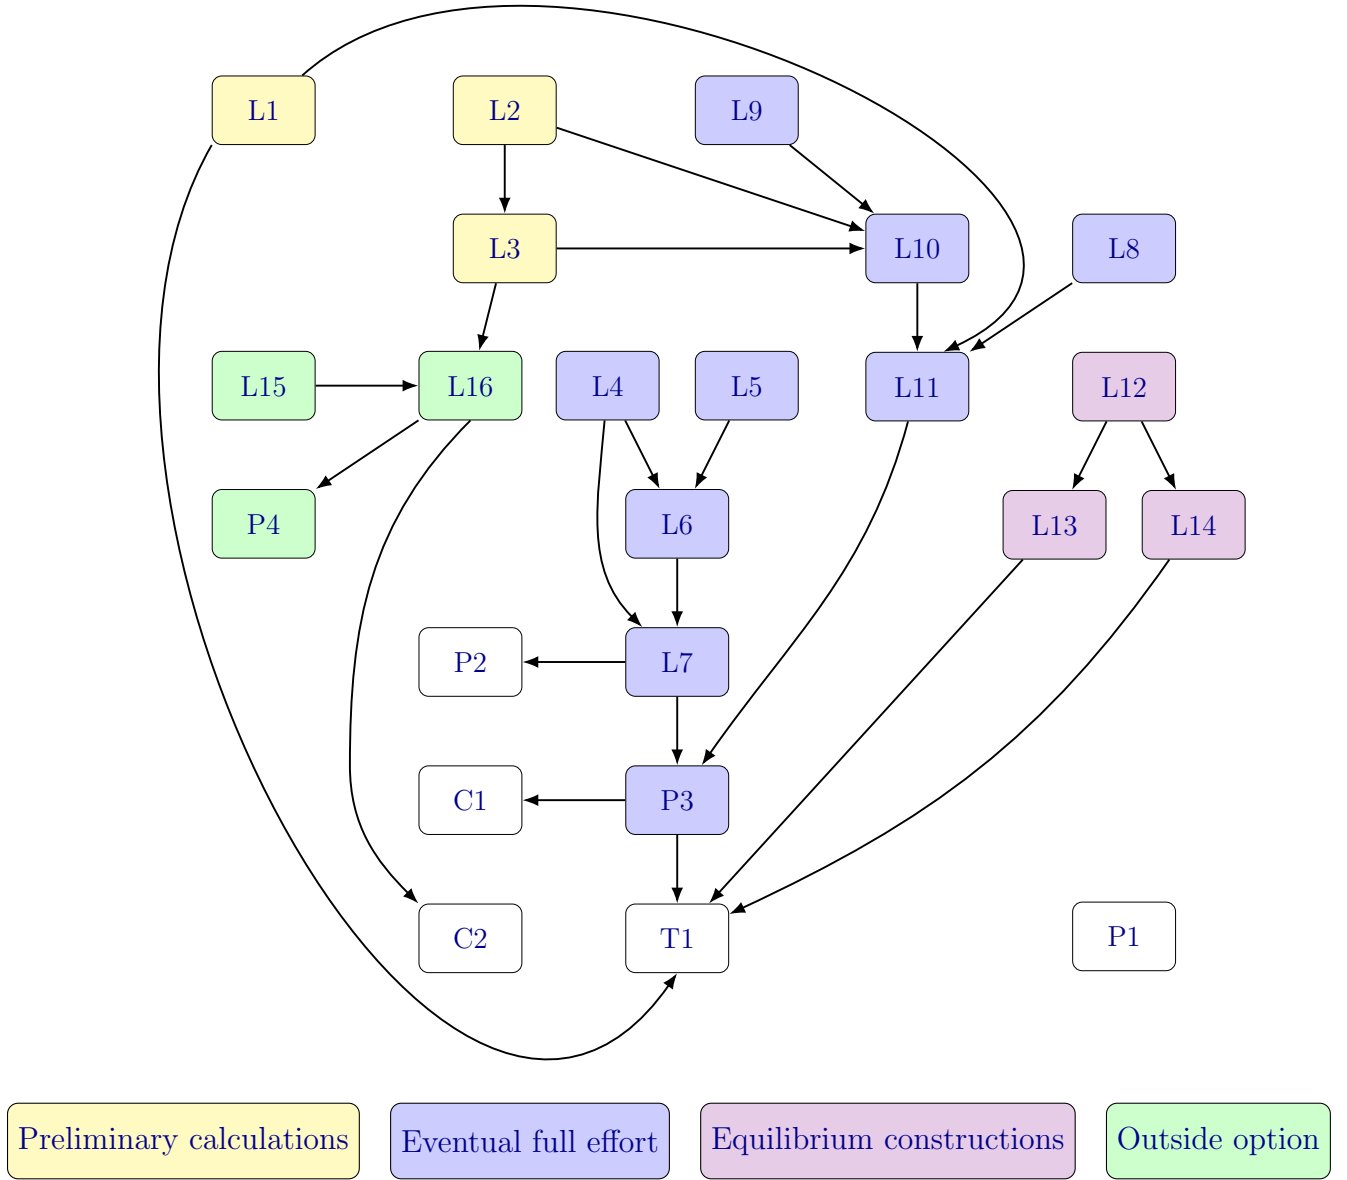 L1
L2
L9
L3
L10
L8
L15
L16
L4
L5
L11
L12
P4
L6
L13
L14
P2
L7
C1
P3
C2
T1
P1
Preliminary calculations
Eventual full effort
Equilibrium constructions
Outside option